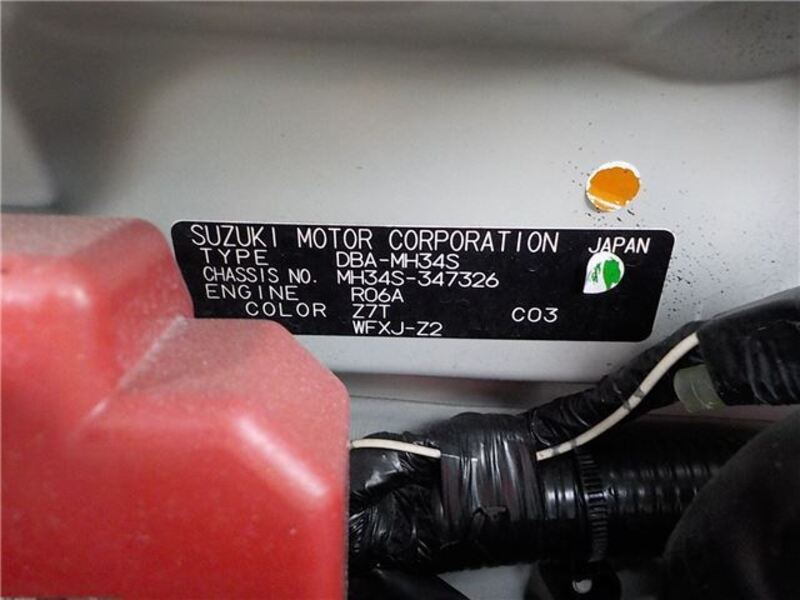 SUZUKI MOTOR CORPORATION JAPAN
TYPE DBA-MH34S
CHASSIS NO. MH34S-347326
ENGINE R06A
COLOR Z7T C03
WFXJ-Z2